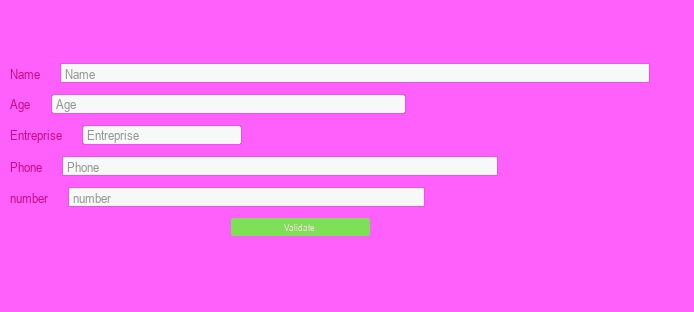 Name Name
Age Age
Entreprise Entreprise
Phone Phone
number number
Validate